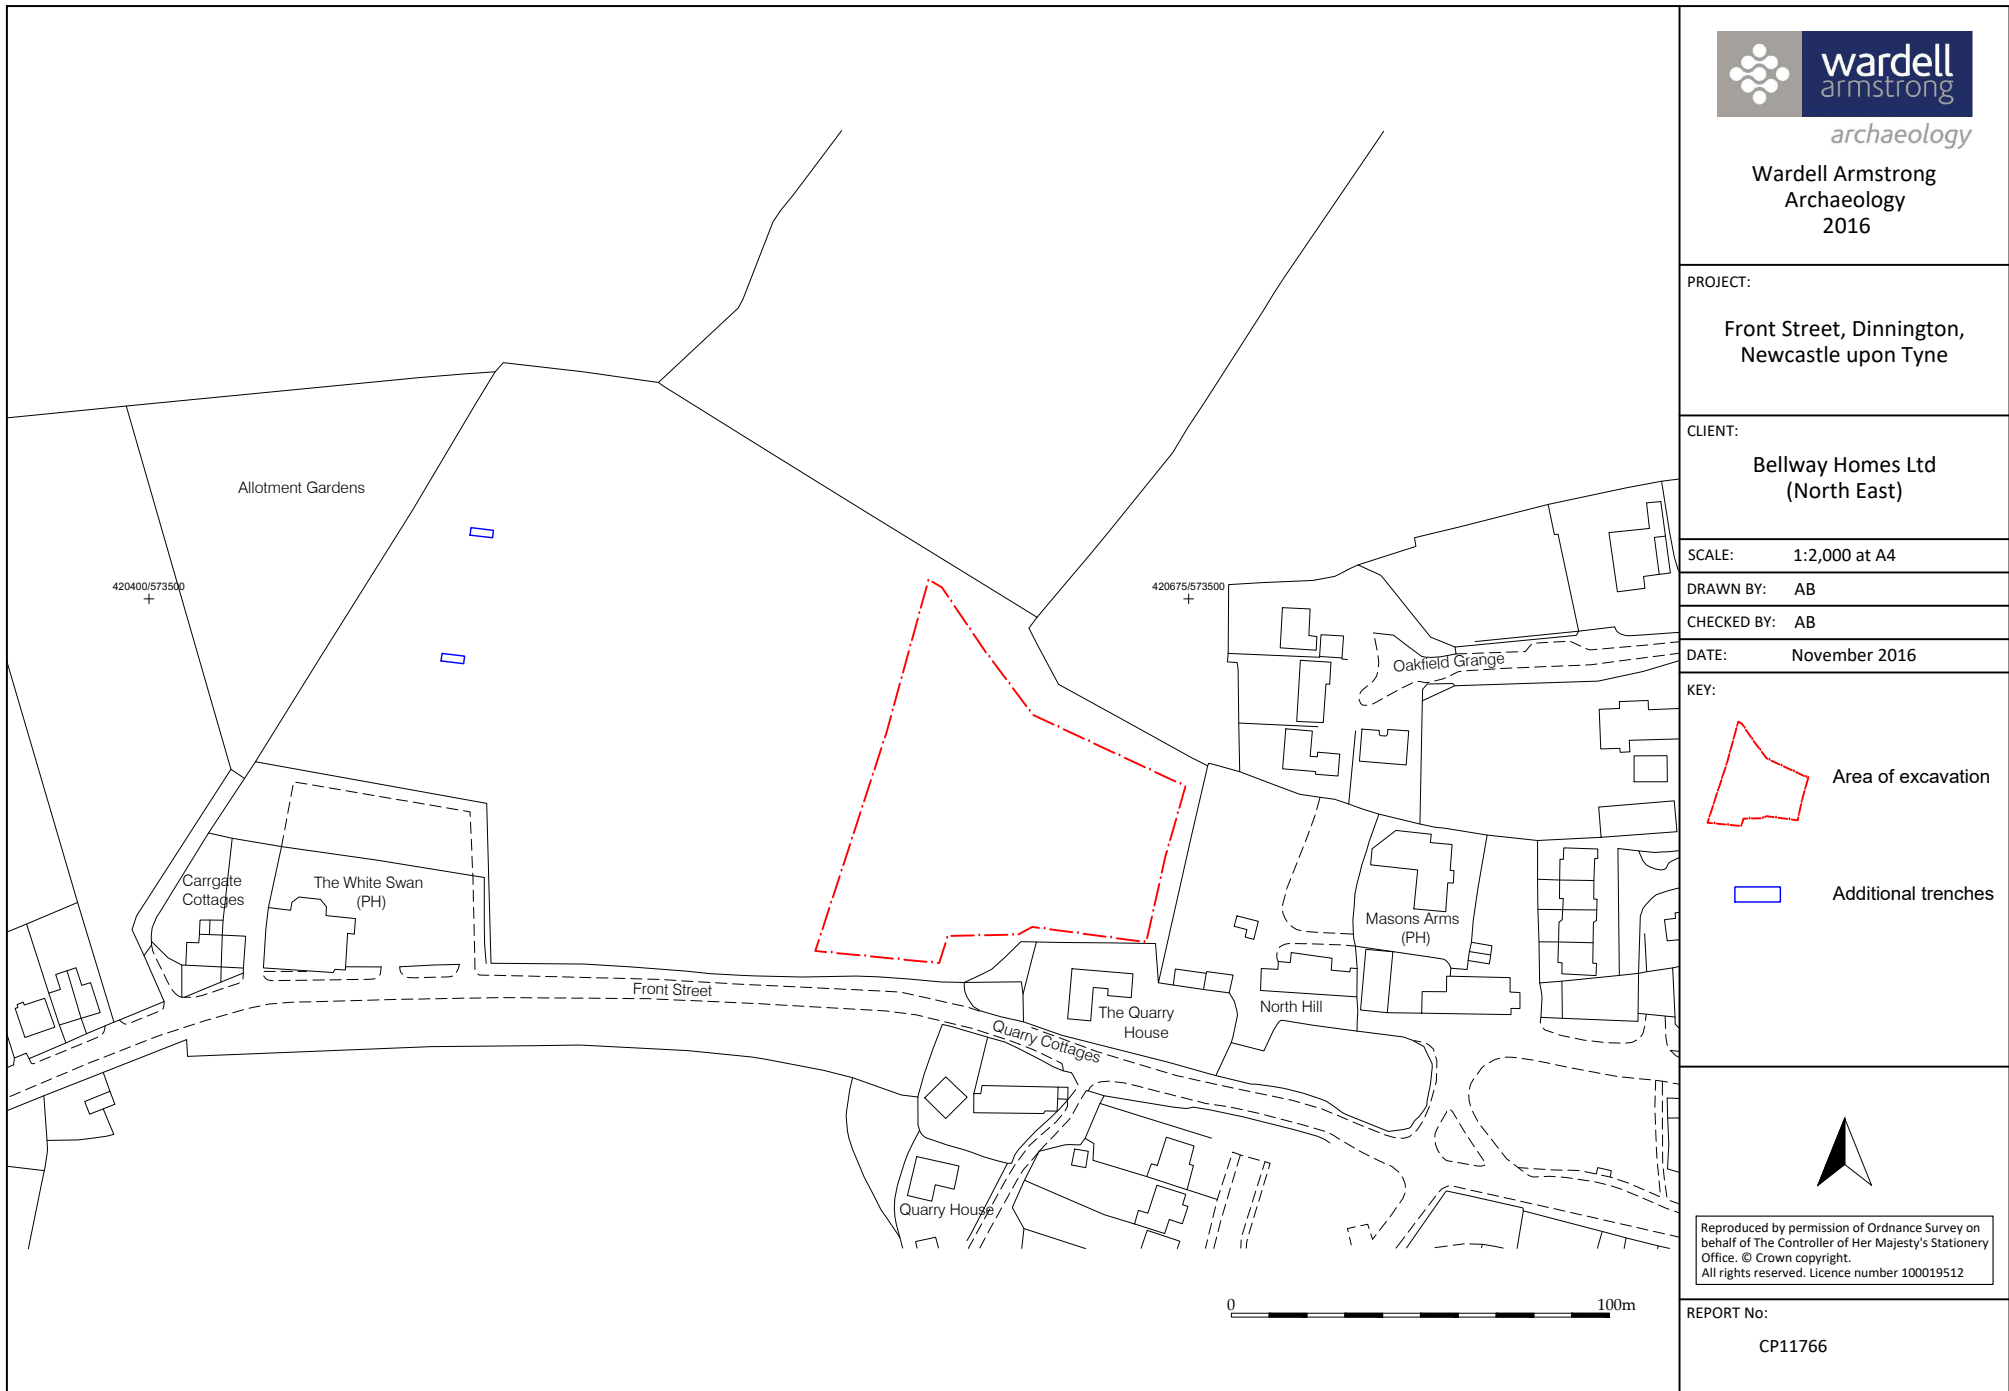 wardell
armstrong
archaeology
Wardell Armstrong
Archaeology
2016
PROJECT:
Front Street, Dinnington,
Newcastle upon Tyne
CLIENT:
Bellway Homes Ltd
(North East)
SCALE: 1:2,000 at A4
DRAWN BY: AB
CHECKED BY: AB
DATE: November 2016
KEY:
Area of excavation
Additional trenches
Reproduced by permission of Ordnance Survey on
behalf of The Controller of Her Majesty's Stationery
Office. © Crown copyright.
All rights reserved. Licence number 100019512
REPORT No:
CP11766
Allotment Gardens
420400/573500
420675/573500
Oakfield Grange
Carrgate
Cottages
The White Swan
(PH)
Masons Arms
(PH)
Front Street
The Quarry
House
North Hill
Quarry Cottages
Quarry House
0 100m